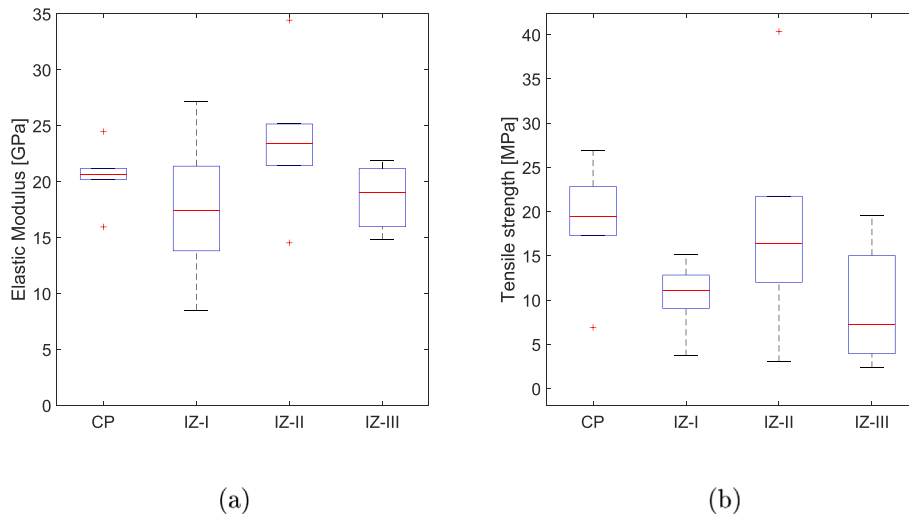 35
30
25
20
15
10
5
0
Elastic Modulus [GPa]
CP IZ-I IZ-II IZ-III
(a)
40
35
30
25
20
15
10
5
0
Tensile strength [MPa]
CP IZ-I IZ-II IZ-III
(b)